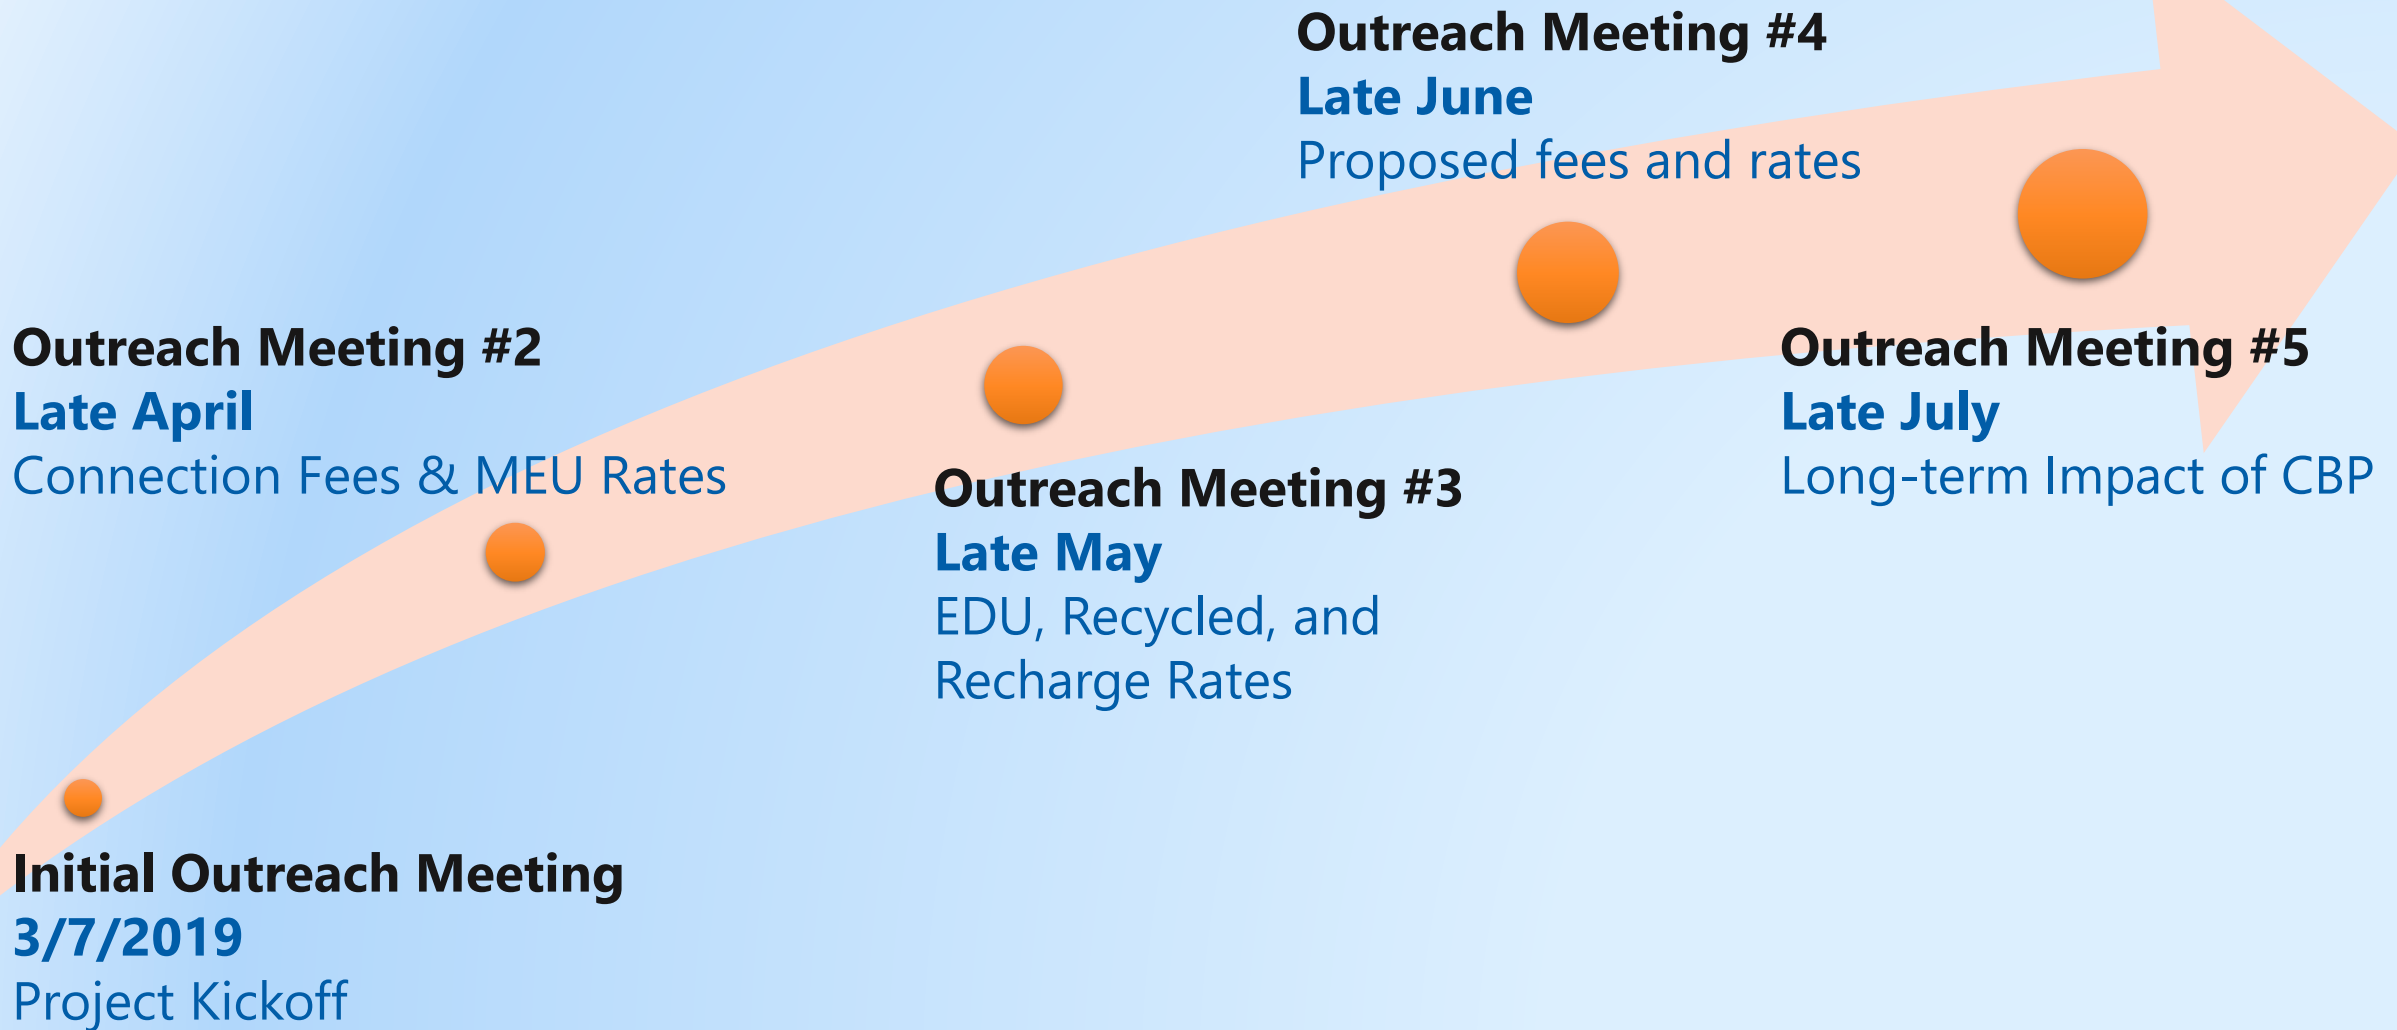 Initial Outreach Meeting
3/7/2019
Project Kickoff
Outreach Meeting #2
Late April
Connection Fees & MEU Rates
Outreach Meeting #3
Late May
EDU, Recycled, and
Recharge Rates
Outreach Meeting #4
Late June
Proposed fees and rates
Outreach Meeting #5
Late July
Long-term Impact of CBP